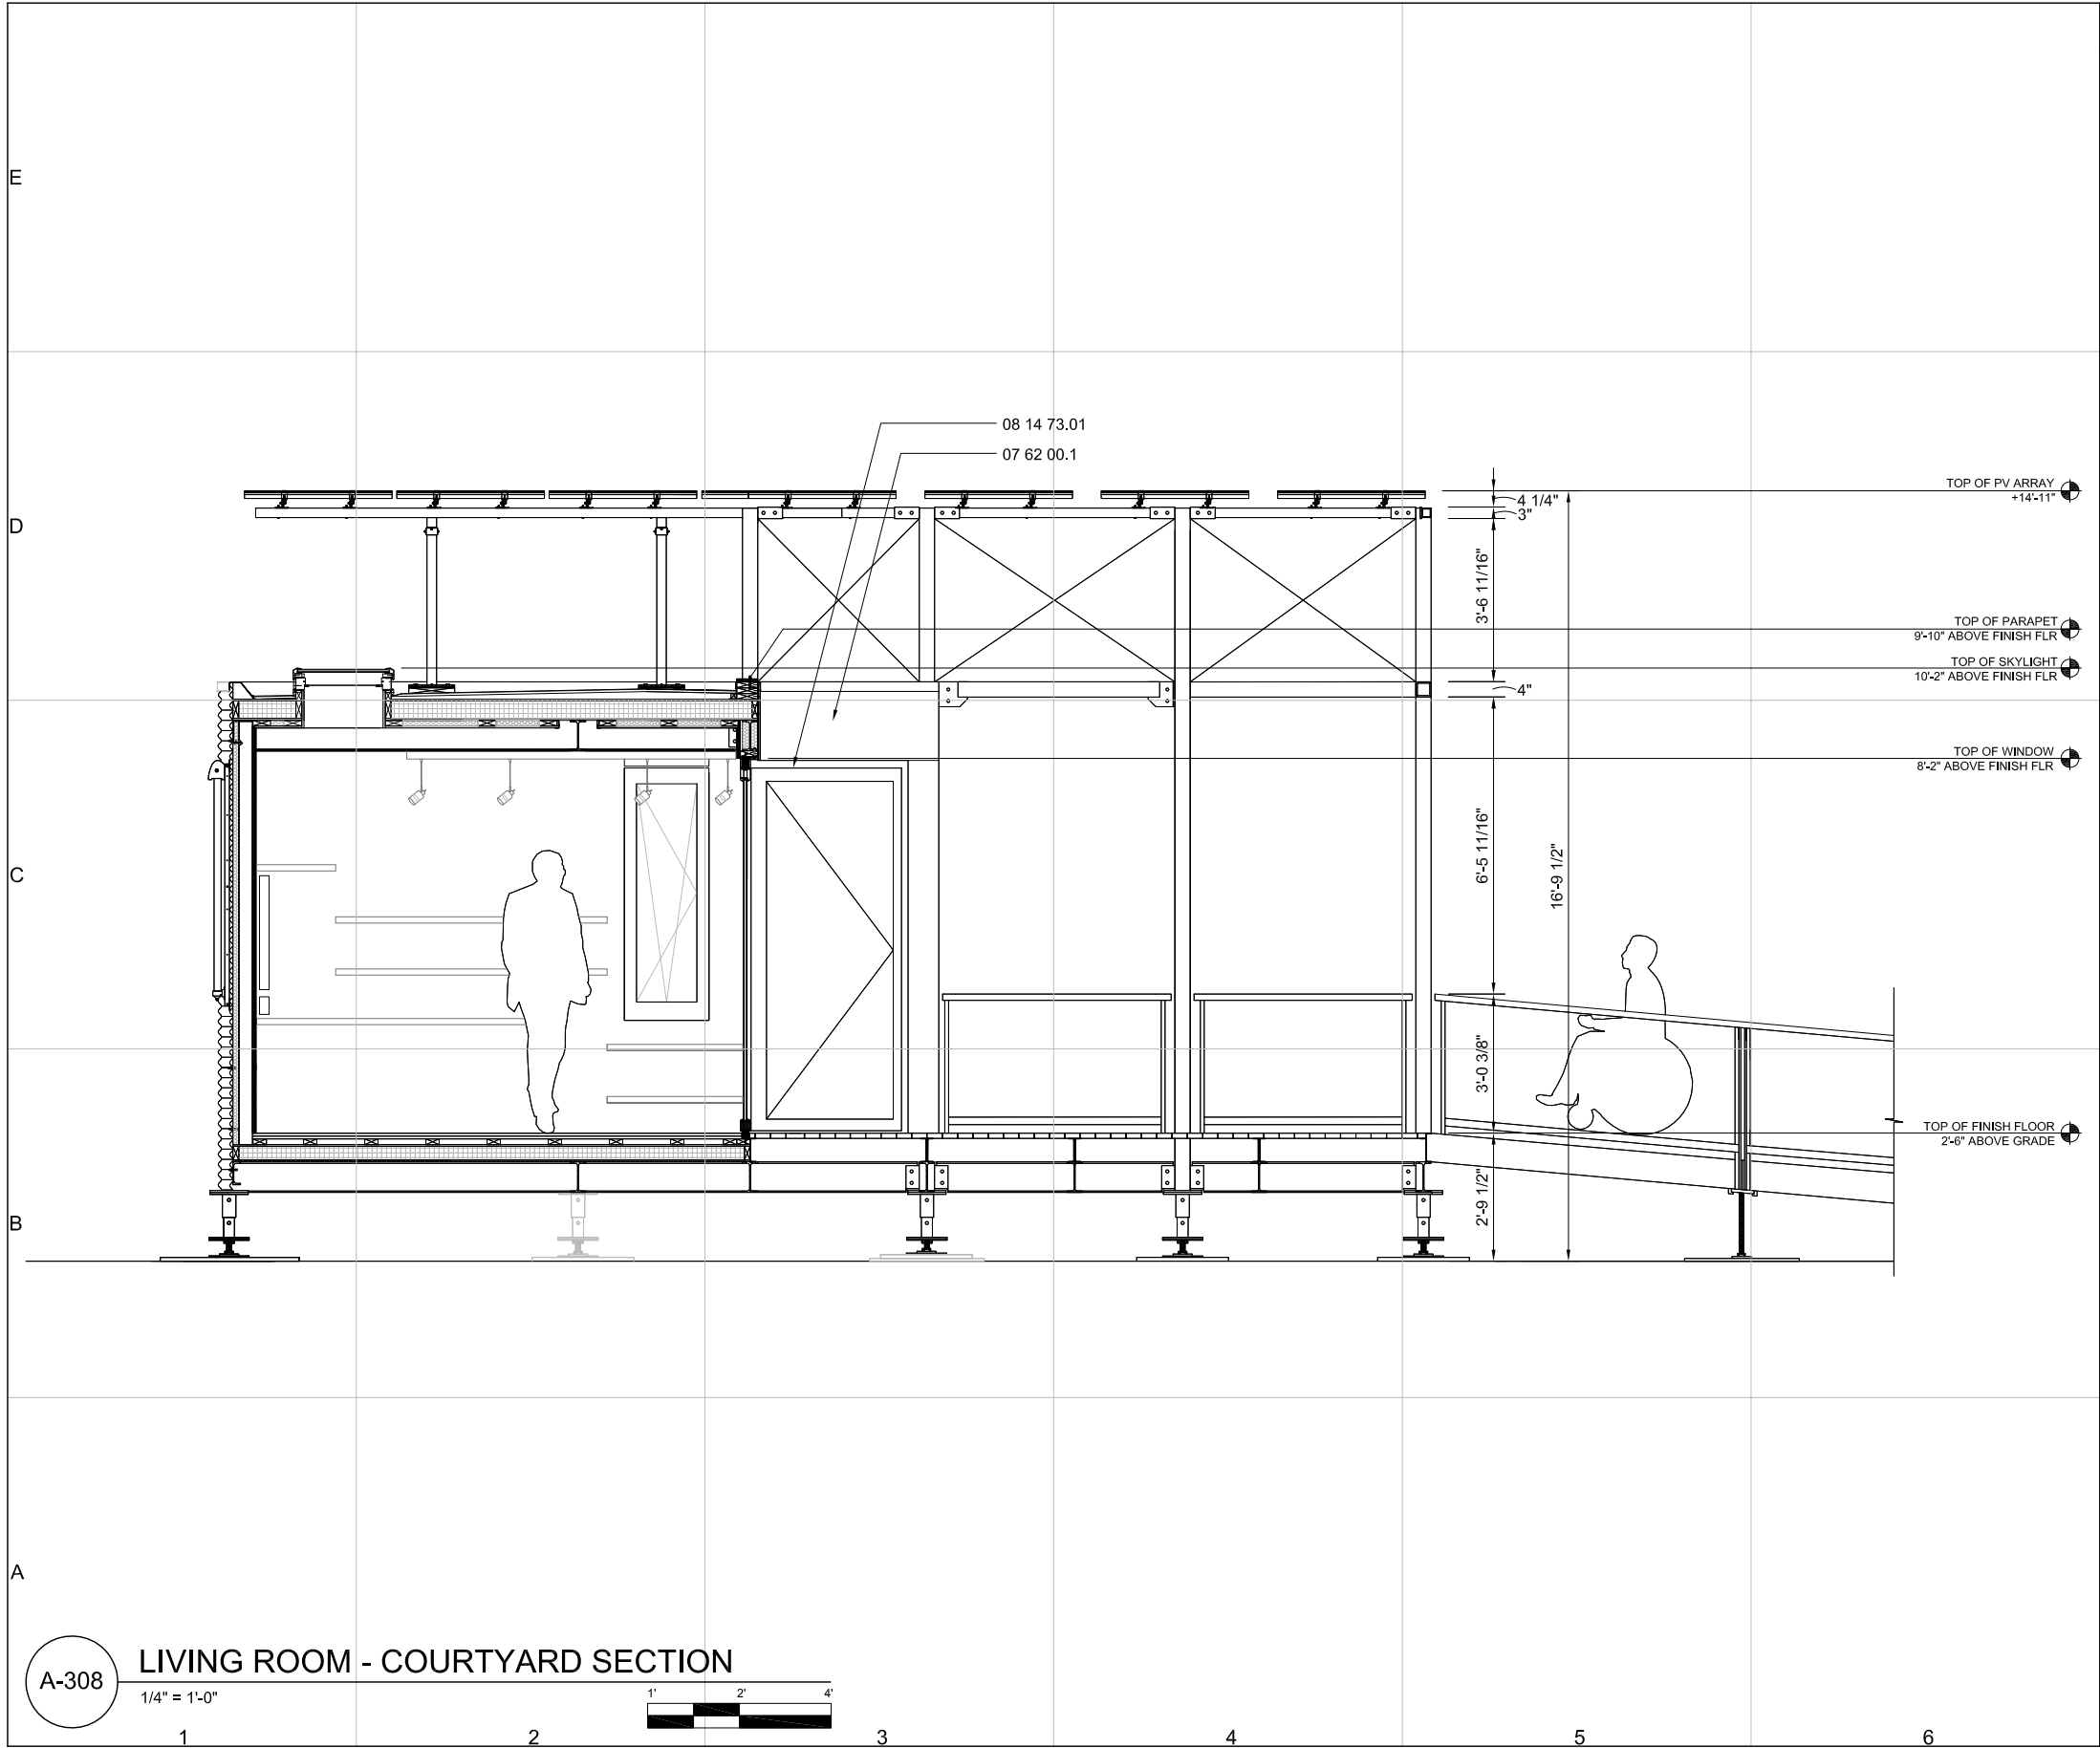 E
08 14 73.01
07 62 00.1
TOP OF PV ARRAY
+14'-11"
4 1/4"
3"
D
3'-6 11/16"
TOP OF PARAPET
9'-10" ABOVE FINISH FLR
TOP OF SKYLIGHT
10'-2" ABOVE FINISH FLR
4"
TOP OF WINDOW
8'-2" ABOVE FINISH FLR
6'-5 11/16"
16'-9 1/2"
C
3'-0 3/8"
TOP OF FINISH FLOOR
2'-6" ABOVE GRADE
2'-9 1/2"
B
A
A-308
LIVING ROOM - COURTYARD SECTION
1/4" = 1'-0"
1' 2' 4'
1 2 3 4 5 6